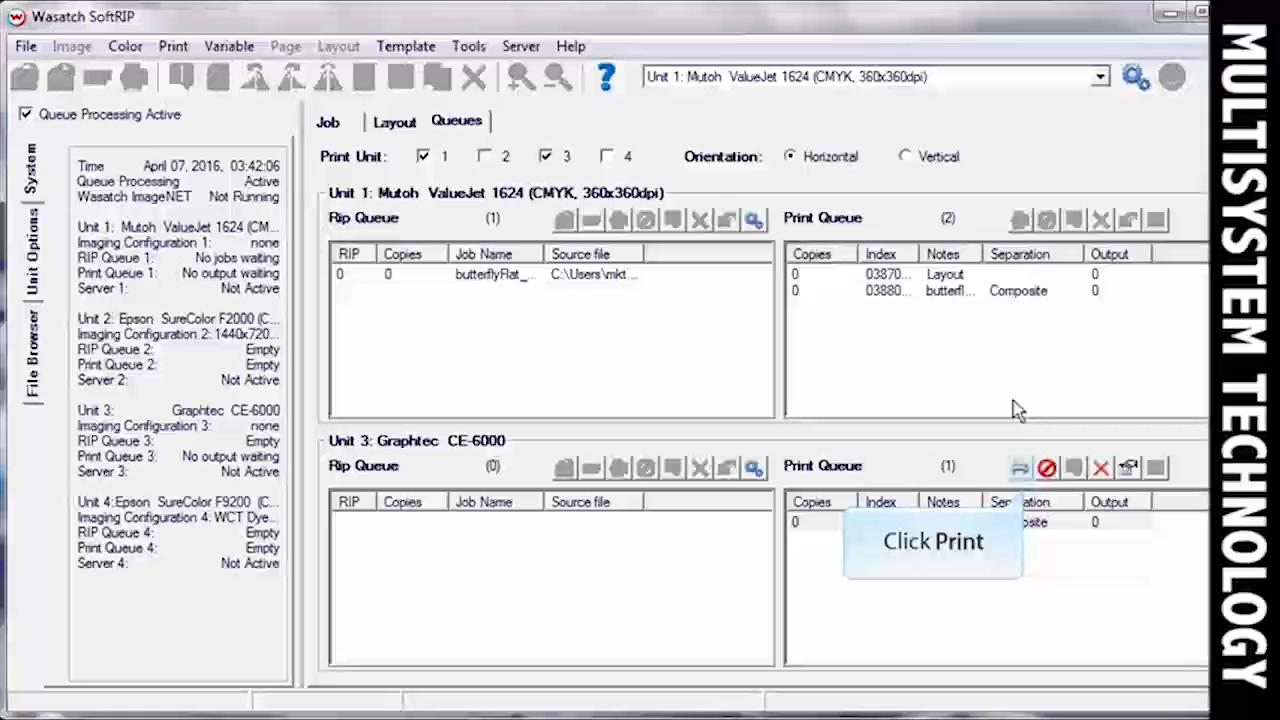 Wasatch SoftRIP
File Image Color Print Variable Page Layout Template Tools Server Help
Unit 1: Mutoh ValueJet 1624 (CMYK, 360x360dpi)
Queue Processing Active
System
Unit Options
File Browser
Time April 07, 2016, 03:42:06
Queue Processing Active
Wasatch ImageNET Not Running
Unit 1: Mutoh ValueJet 1624 (CM...
Imaging Configuration 1: none
RIP Queue 1: No jobs waiting
Print Queue 1: No output waiting
Server 1: Not Active
Unit 2: Epson SureColor F2000 (C...
Imaging Configuration 2: 1440x720...
RIP Queue 2: Empty
Print Queue 2: Empty
Server 2: Not Active
Unit 3: Graphtec CE-6000
Imaging Configuration 3: none
RIP Queue 3: Empty
Print Queue 3: No output waiting
Server 3: Not Active
Unit 4:Epson SureColor F9200 (C...
Imaging Configuration 4: WCT Dye...
RIP Queue 4: Empty
Print Queue 4: Empty
Server 4: Not Active
Job Layout Queues
Print Unit: 1 2 3 4 Orientation: Horizontal Vertical
Unit 1: Mutoh ValueJet 1624 (CMYK, 360x360dpi)
Rip Queue (1)
RIP Copies Job Name Source file
0 0 butterflyFlat_... C:\Users\mkt...
Print Queue (2)
Copies Index Notes Separation Output
0 03870... Layout 0
0 03880... butterfl... Composite 0
Unit 3: Graphtec CE-6000
Rip Queue (0)
RIP Copies Job Name Source file
Print Queue (1)
Copies Index Notes Output
0 0
Click Print
MULTISYSTEM TECHNOLOGY